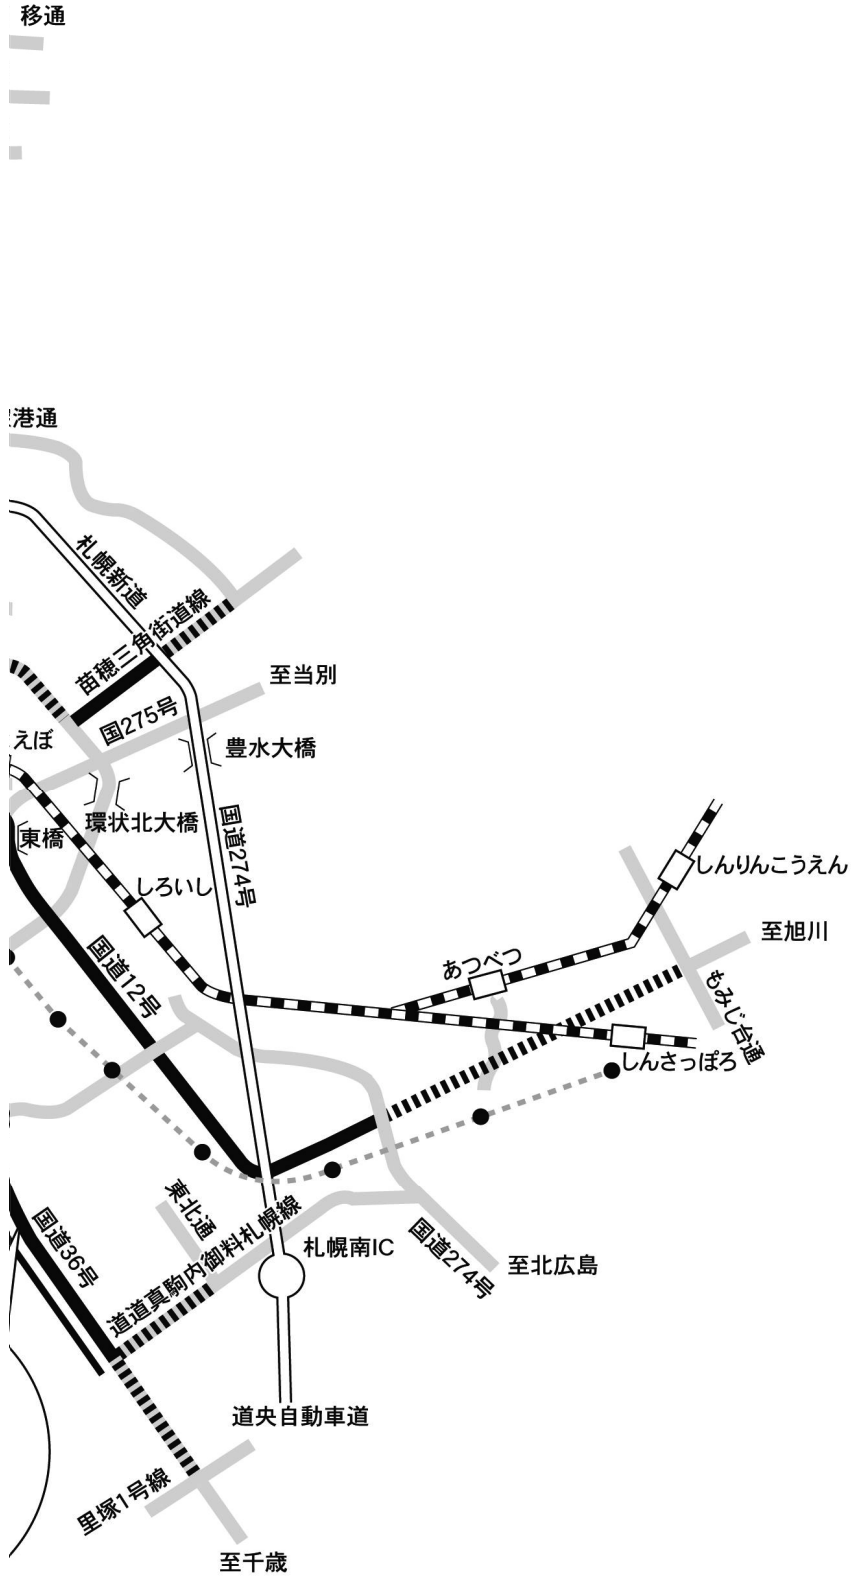 移通
港通
札幌新道
苗穂三角街道線
至当別
国275号
えぼ
豊水大橋
環状北大橋
東橋
国道274号
しろいし
しんりんこうえん
至旭川
国道12号
あつべつ
もみじ台通
しんさっぽろ
東北通
国道36号
道道真駒内御料札幌線
札幌南IC
国道274号
至北広島
道央自動車道
里塚1号線
至千歳